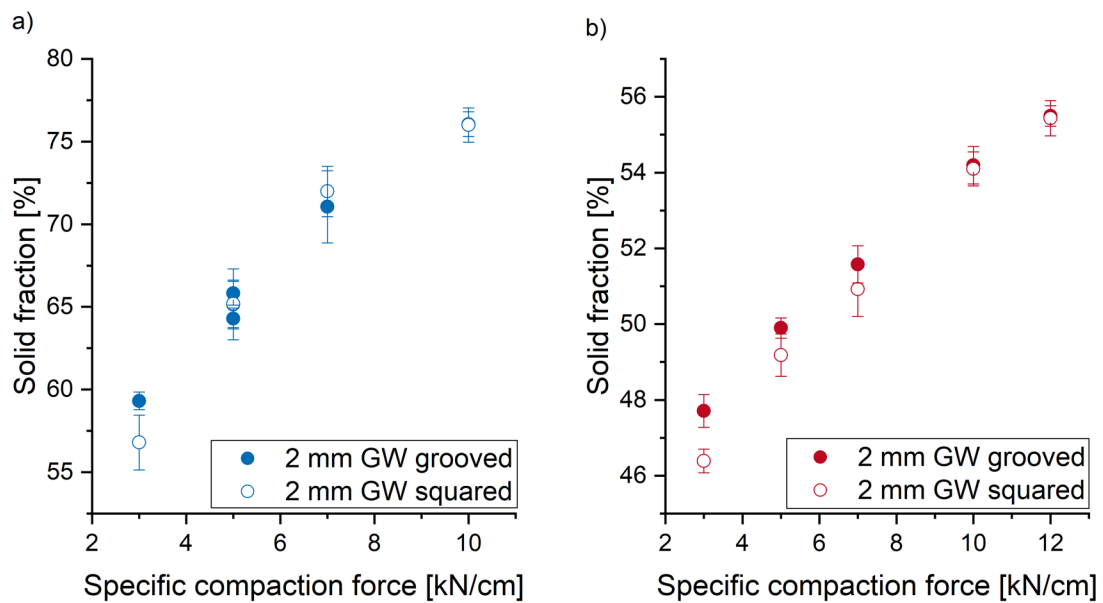 a)
80
75
70
65
60
55
Solid fraction [%]
2 mm GW grooved
2 mm GW squared
2 4 6 8 10
Specific compaction force [kN/cm]
b)
56
54
52
50
48
46
Solid fraction [%]
2 mm GW grooved
2 mm GW squared
2 4 6 8 10 12
Specific compaction force [kN/cm]